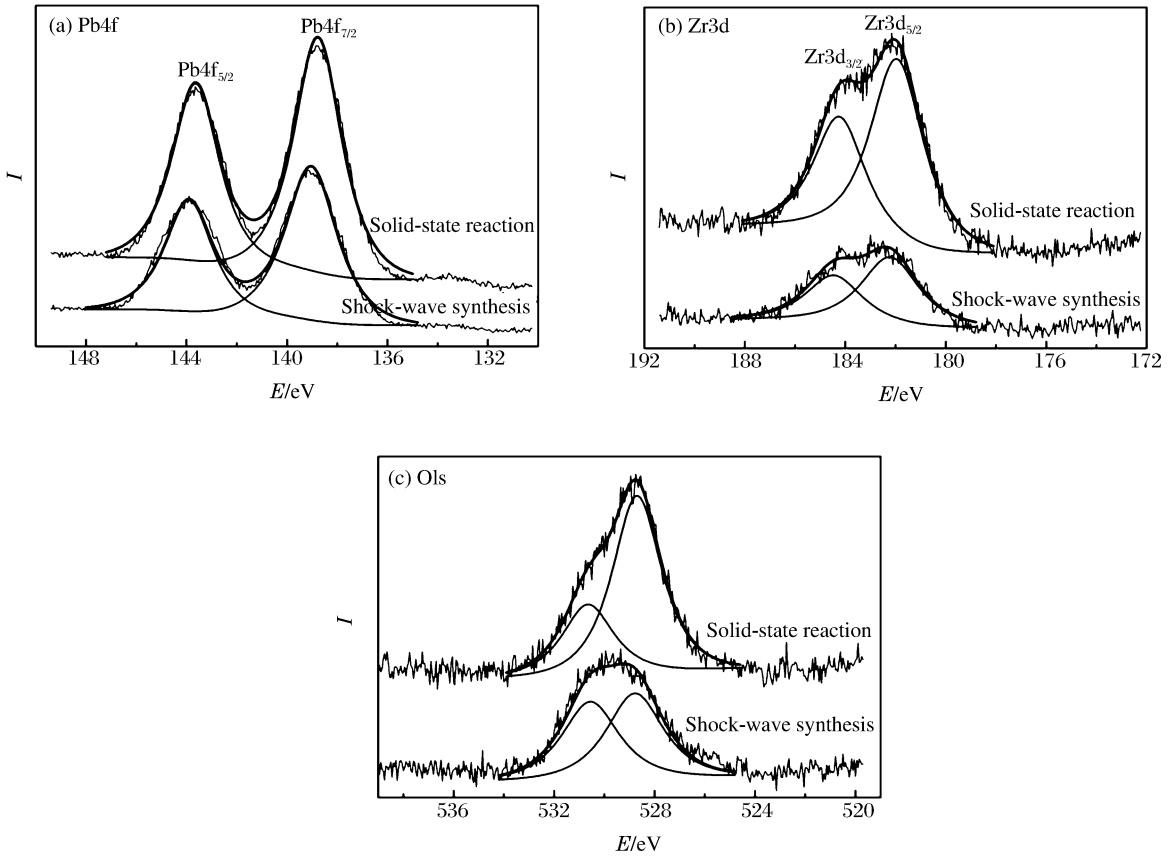 (a) Pb4f
Pb4f7/2
Pb4f5/2
I
Solid-state reaction
Shock-wave synthesis
148 144 140 136 132
E/eV
(b) Zr3d
Zr3d5/2
Zr3d3/2
I
Solid-state reaction
Shock-wave synthesis
192 188 184 180 176 172
E/eV
(c) Ols
I
Solid-state reaction
Shock-wave synthesis
536 532 528 524 520
E/eV